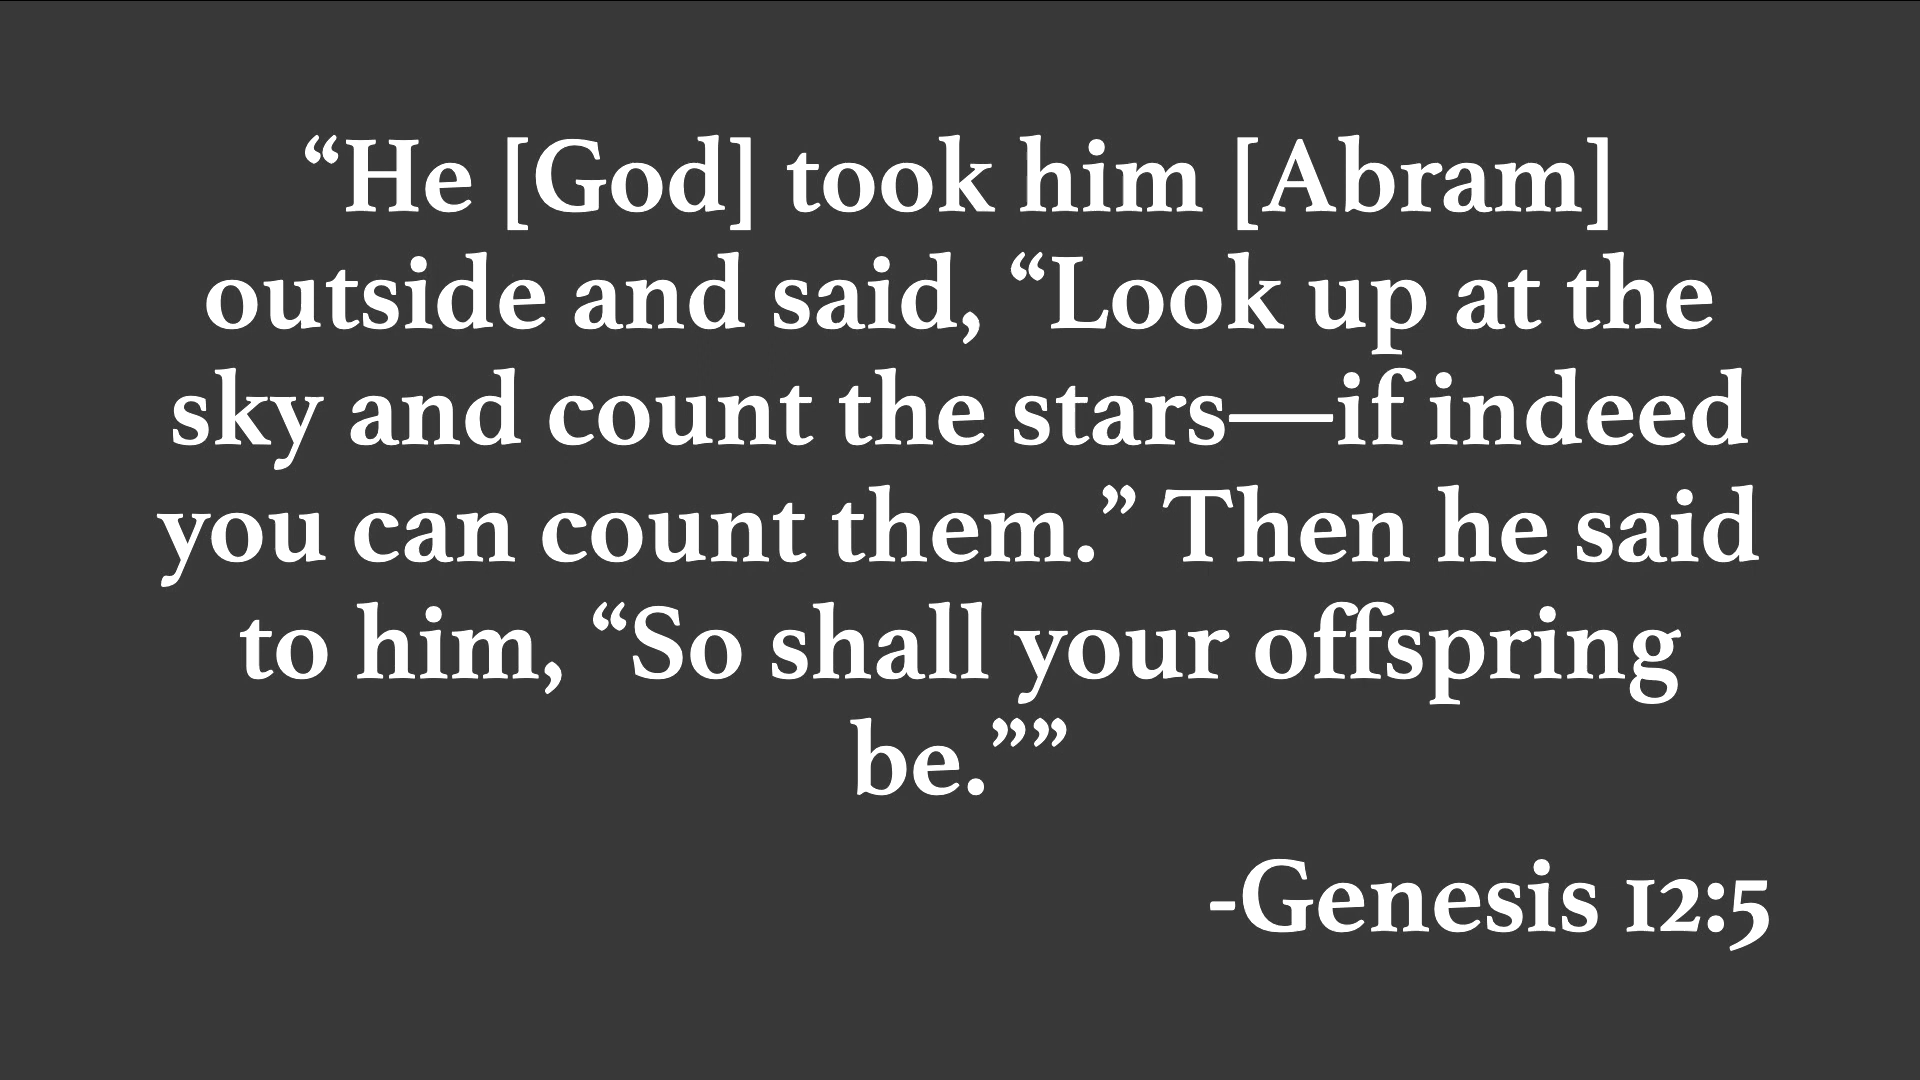 “He [God] took him [Abram]
outside and said, “Look up at the
sky and count the stars—if indeed
you can count them.” Then he said
to him, “So shall your offspring
be.””
-Genesis 12:5